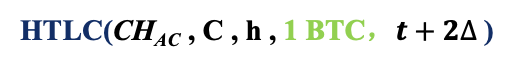 HTLC(CH_AC , C , h , 1 BTC， t + 2Δ )